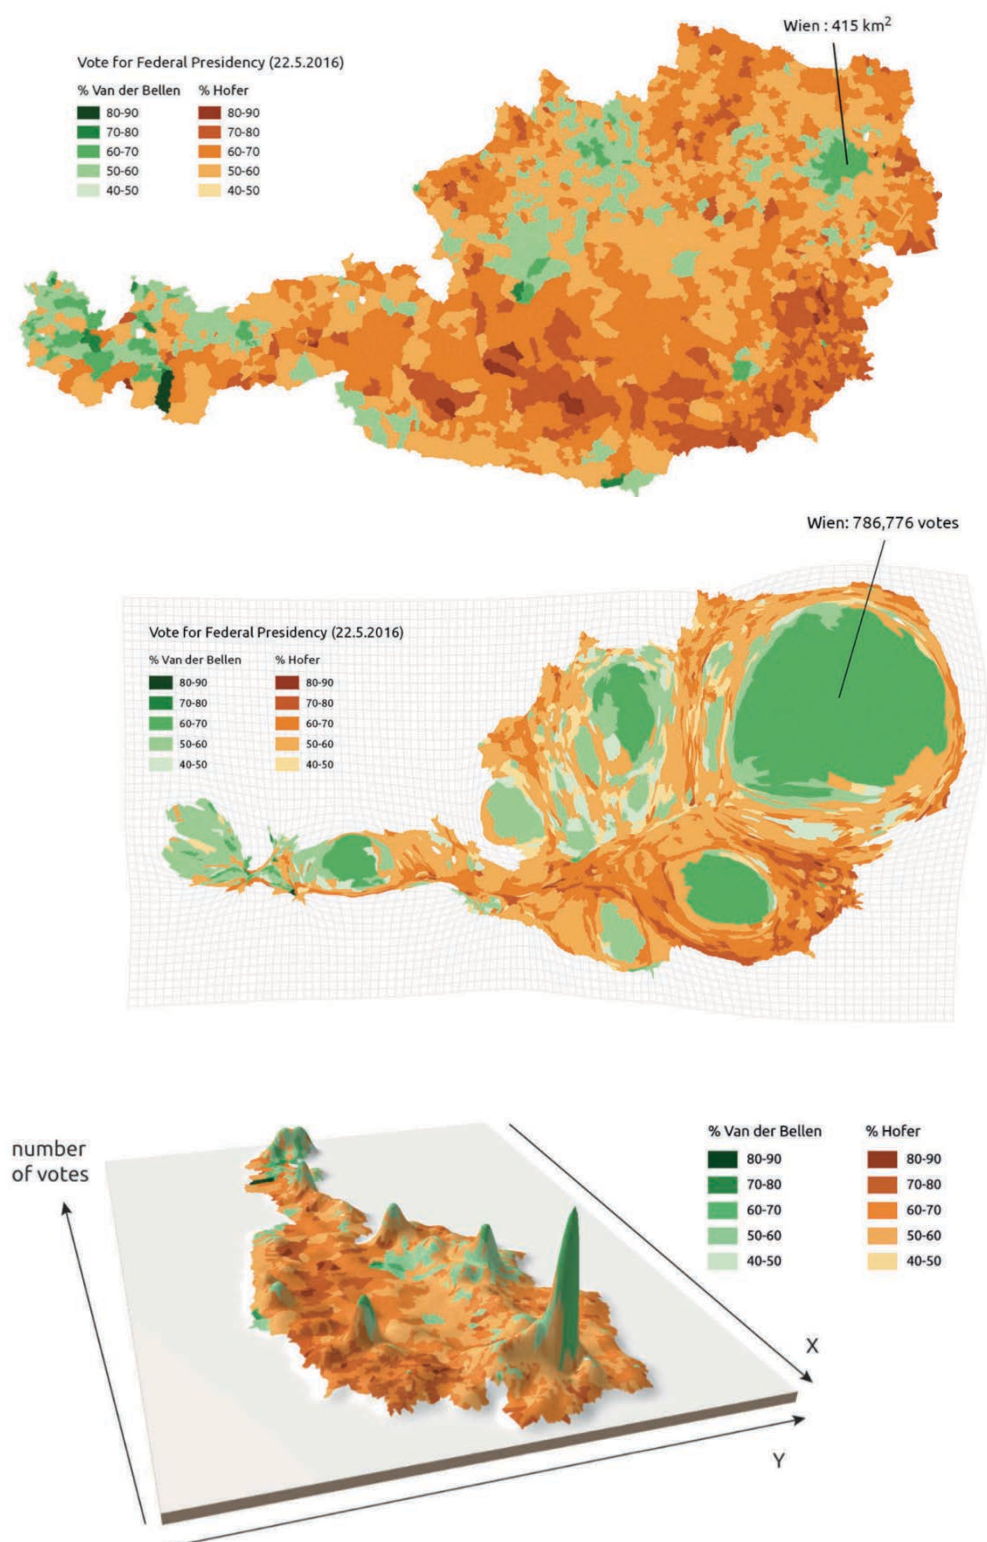 Wien : 415 km²
Vote for Federal Presidency (22.5.2016)
% Van der Bellen % Hofer
80-90 80-90
70-80 70-80
60-70 60-70
50-60 50-60
40-50 40-50
Wien: 786,776 votes
Vote for Federal Presidency (22.5.2016)
% Van der Bellen % Hofer
80-90 80-90
70-80 70-80
60-70 60-70
50-60 50-60
40-50 40-50
number
of votes
% Van der Bellen % Hofer
80-90 80-90
70-80 70-80
60-70 60-70
50-60 50-60
40-50 40-50
X
Y